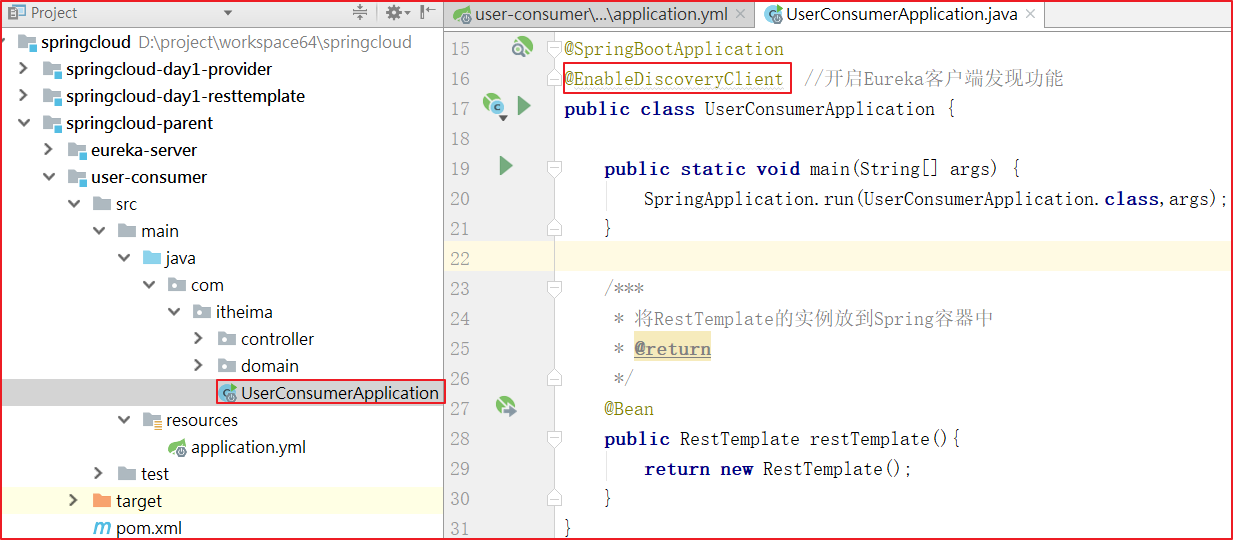 Project
springcloud D:\project\workspace64\springcloud
springcloud-day1-provider
springcloud-day1-resttemplate
springcloud-parent
eureka-server
user-consumer
src
main
java
com
itheima
controller
domain
UserConsumerApplication
resources
application.yml
test
target
pom.xml
user-consumer\...\application.yml
UserConsumerApplication.java
15 @SpringBootApplication
16 @EnableDiscoveryClient //开启Eureka客户端发现功能
17 public class UserConsumerApplication {
18
19 public static void main(String[] args) {
20 SpringApplication.run(UserConsumerApplication.class,args);
21 }
22
23 /***
24 * 将RestTemplate的实例放到Spring容器中
25 * @return
26 */
27 @Bean
28 public RestTemplate restTemplate(){
29 return new RestTemplate();
30 }
31 }